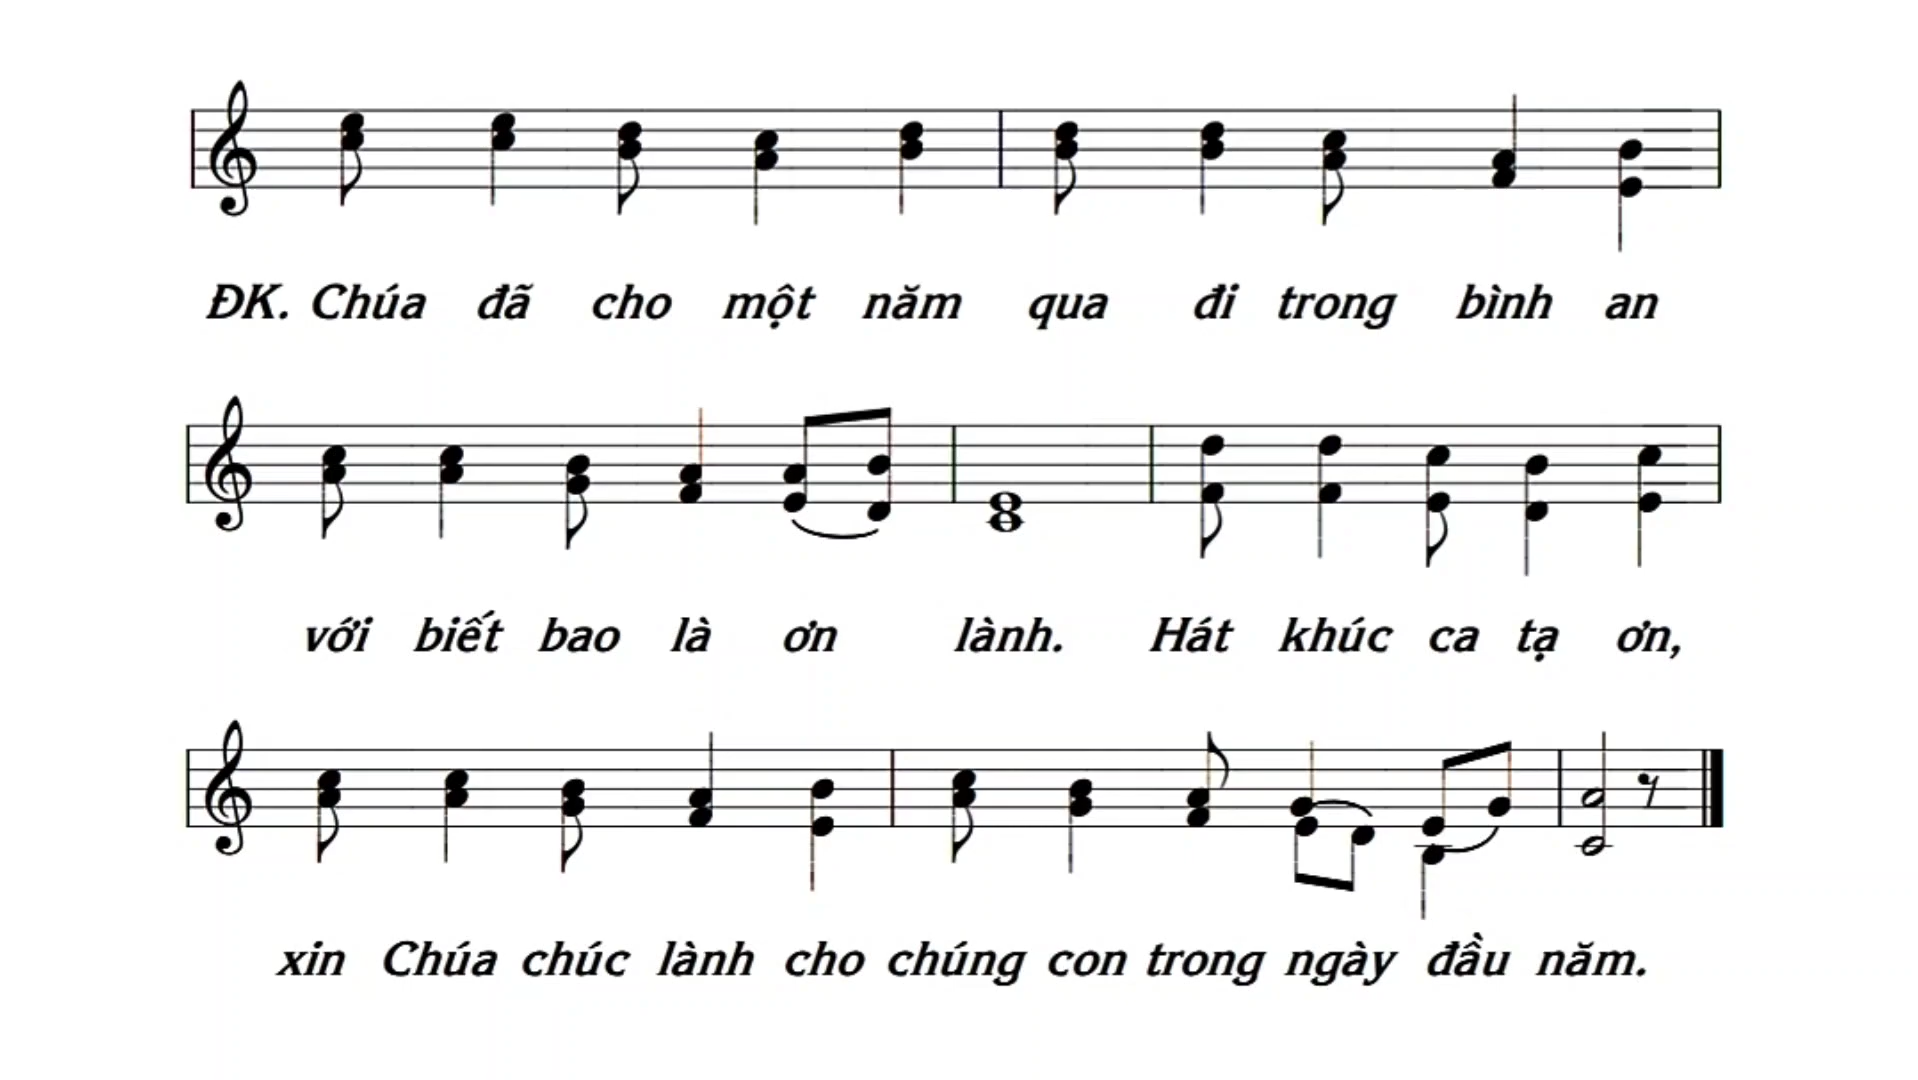 ĐK. Chúa đã cho một năm qua đi trong bình an
với biết bao là ơn lành. Hát khúc ca tạ ơn,
xin Chúa chúc lành cho chúng con trong ngày đầu năm.